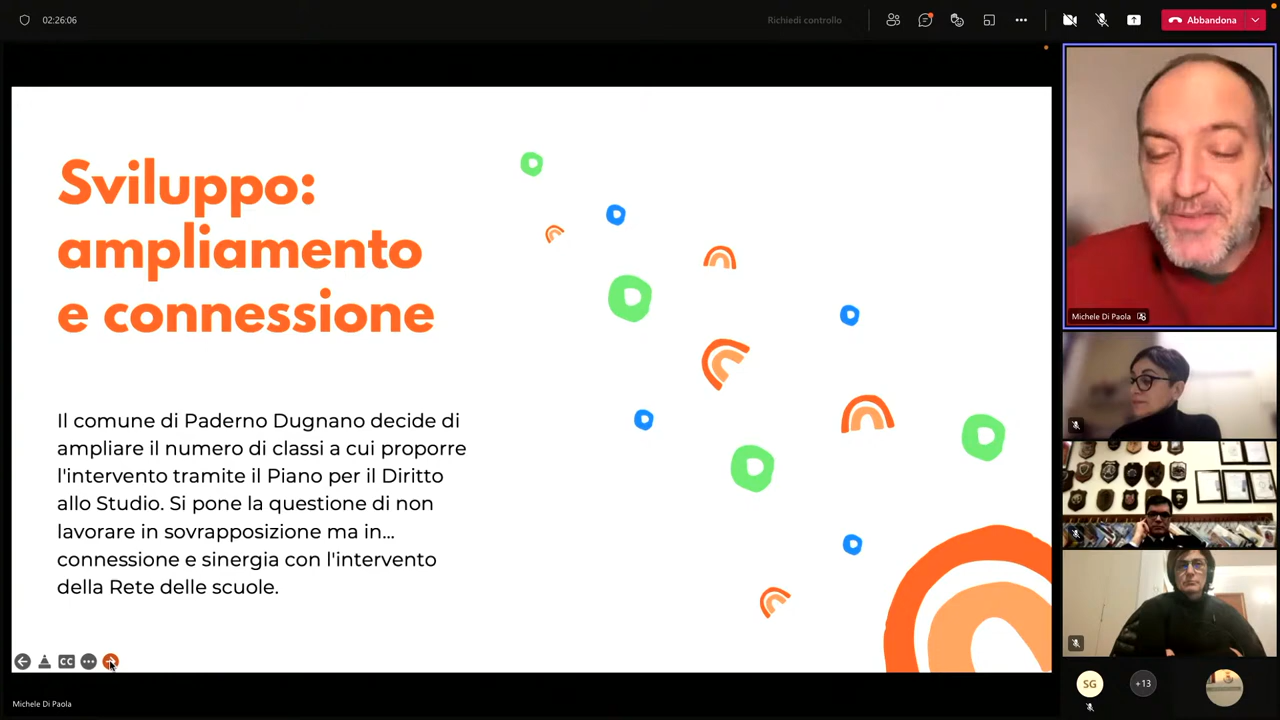 02:26:06
Richiedi controllo
Abbandona
Sviluppo:
ampliamento
e connessione
Il comune di Paderno Dugnano decide di
ampliare il numero di classi a cui proporre
l'intervento tramite il Piano per il Diritto
allo Studio. Si pone la questione di non
lavorare in sovrapposizione ma in...
connessione e sinergia con l'intervento
della Rete delle scuole.
CC
Michele Di Paola
Michele Di Paola
SG
+13